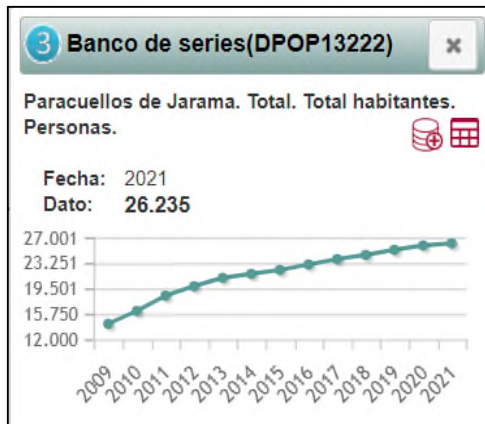 3 Banco de series(DPOP13222) ×
Paracuellos de Jarama. Total. Total habitantes.
Personas.
Fecha: 2021
Dato: 26.235
27.001
23.251
19.501
15.750
12.000
2009 2010 2011 2012 2013 2014 2015 2016 2017 2018 2019 2020 2021